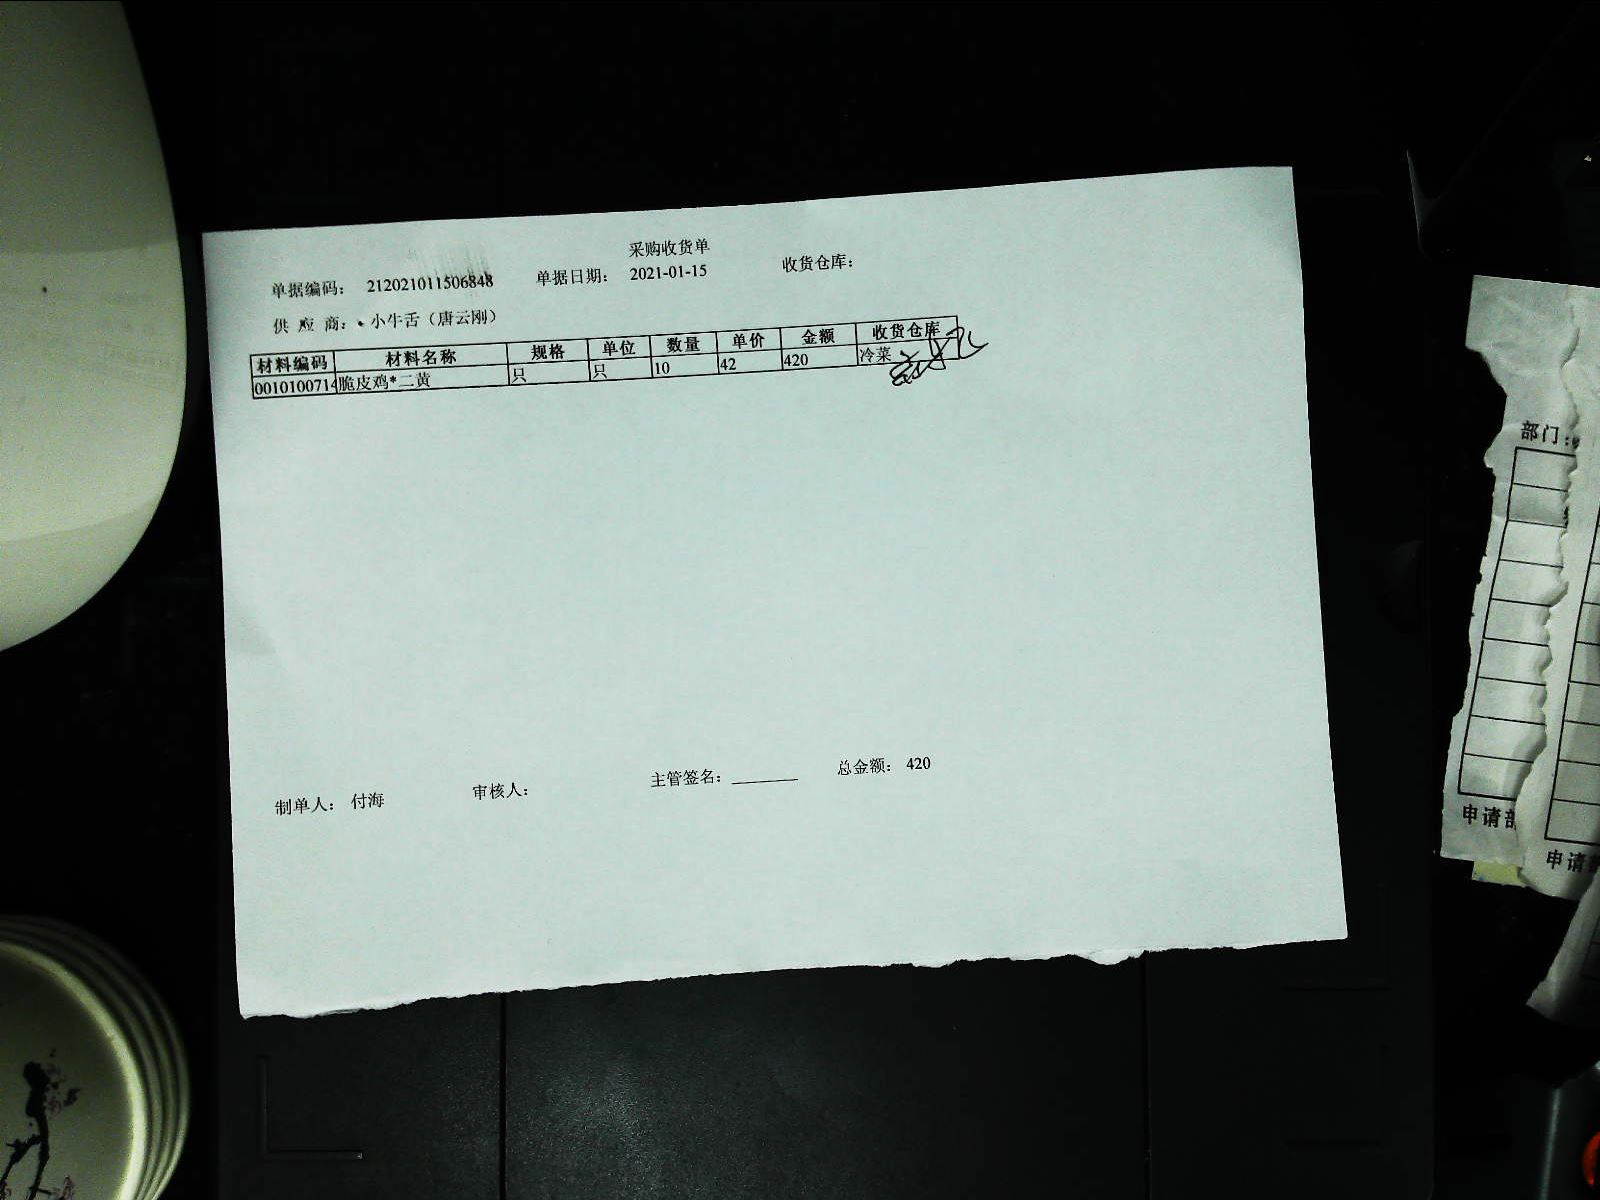 采购收货单
单据编码： 212021011506848 单据日期： 2021-01-15 收货仓库：
供 应 商： 小牛舌（唐云刚）
材料编码 材料名称 规格 单位 数量 单价 金额 收货仓库
0010100714 脆皮鸡*二黄 只 只 10 42 420 冷菜
制单人： 付海 审核人： 主管签名：________ 总金额： 420
部门：
申请部
申请